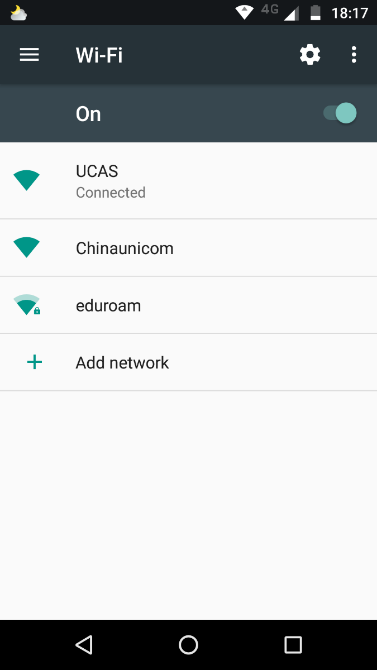 4G 18:17
Wi-Fi
On
UCAS
Connected
Chinaunicom
eduroam
Add network